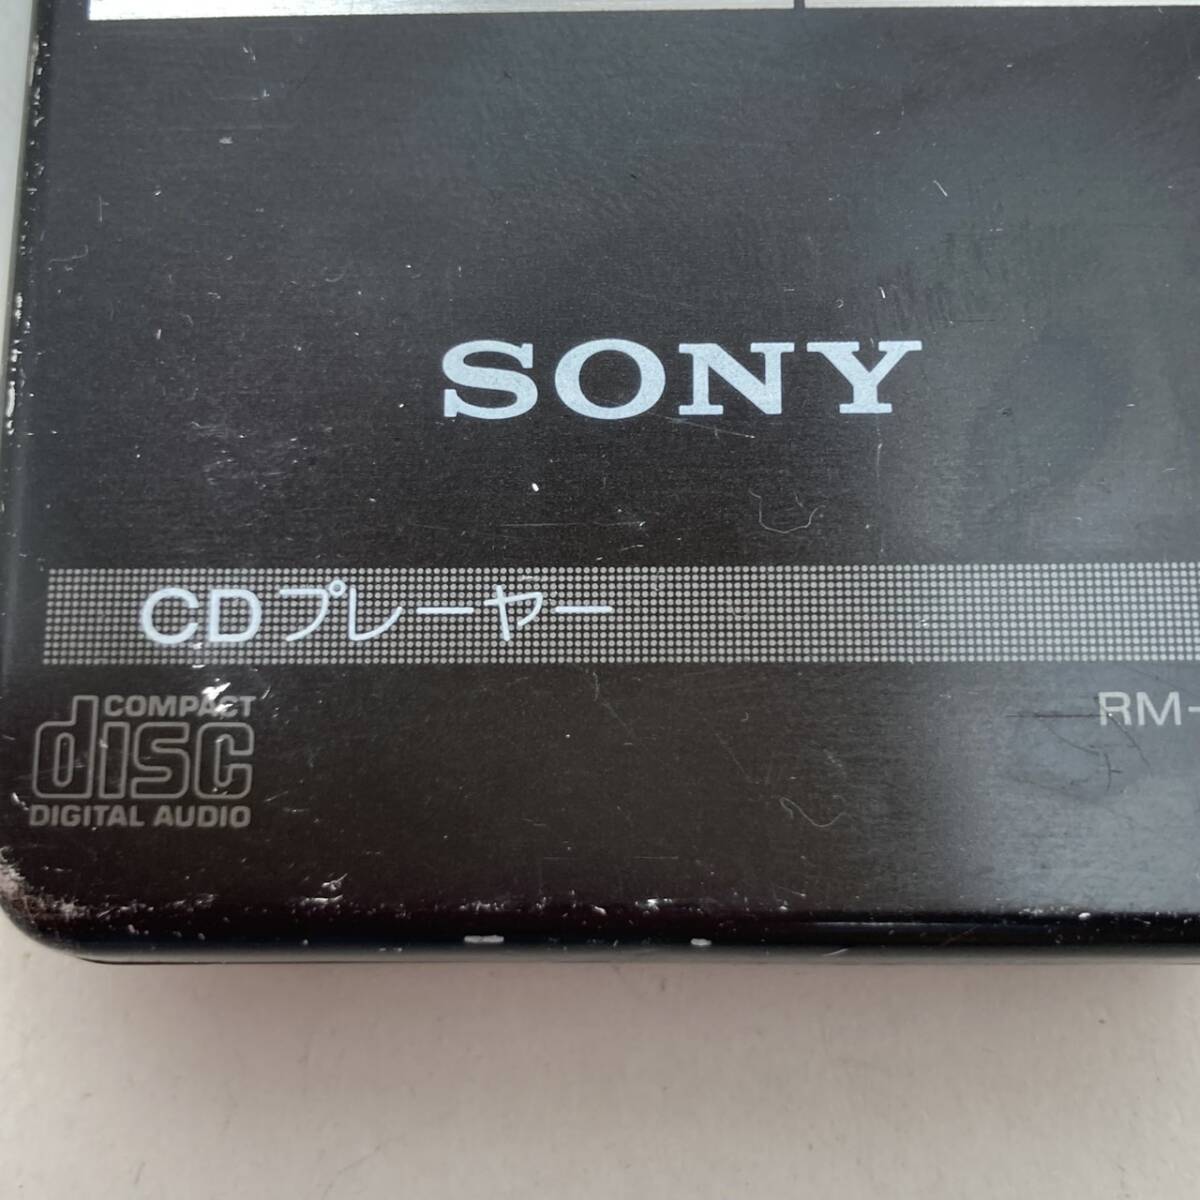 SONY
CDプレーヤー
RM-
COMPACT
disc
DIGITAL AUDIO